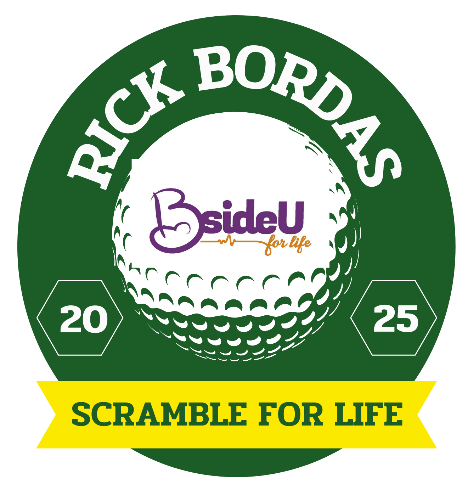 RICK BORDAS
BsideU
for life
20
25
SCRAMBLE FOR LIFE